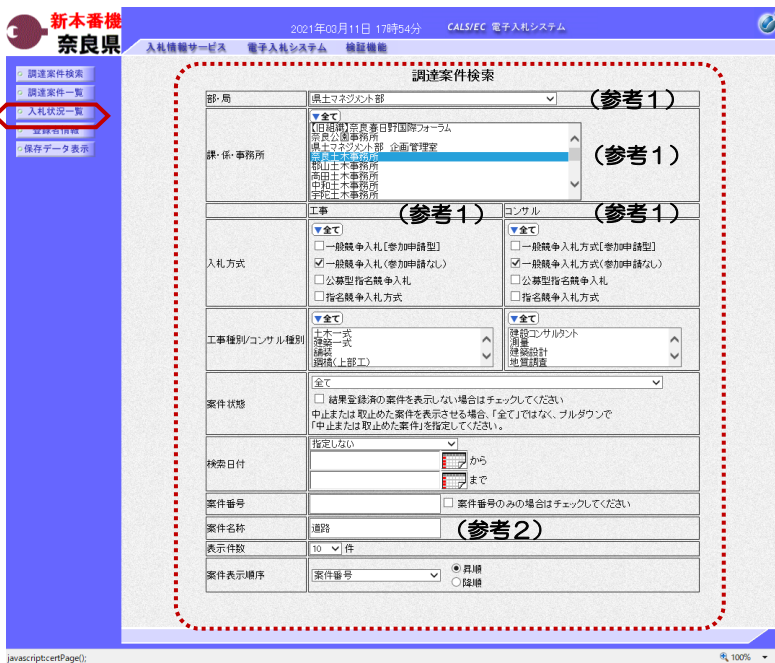 新本番機
奈良県
2021年03月11日 17時54分
CALS/EC 電子入札システム
入札情報サービス
電子入札システム
検証機能
調達案件検索
調達案件一覧
入札状況一覧
登録者情報
保存データ表示
調達案件検索
部・局
県土マネジメント部
(参考1)
課・係・事務所
▼全て
【旧組織】奈良春日野国際フォーラム
奈良公園事務所
県土マネジメント部 企画管理室
奈良土木事務所
郡山土木事務所
高田土木事務所
中和土木事務所
宇陀土木事務所
(参考1)
工事
(参考1)
コンサル
(参考1)
入札方式
▼全て
一般競争入札[参加申請型]
一般競争入札(参加申請なし)
公募型指名競争入札
指名競争入札方式
▼全て
一般競争入札方式[参加申請型]
一般競争入札方式(参加申請なし)
公募型指名競争入札
指名競争入札方式
工事種別/コンサル種別
▼全て
土木一式
建築一式
舗装
鋼橋(上部工)
▼全て
建設コンサルタント
測量
建築設計
地質調査
案件状態
全て
結果登録済の案件を表示しない場合はチェックしてください
中止または取止めた案件を表示させる場合、「全て」ではなく、プルダウンで
「中止または取止めた案件」を指定してください。
検索日付
指定しない
から
まで
案件番号
案件番号のみの場合はチェックしてください
案件名称
道路
(参考2)
表示件数
10 件
案件表示順序
案件番号
昇順
降順
javascript:certPage();
100%